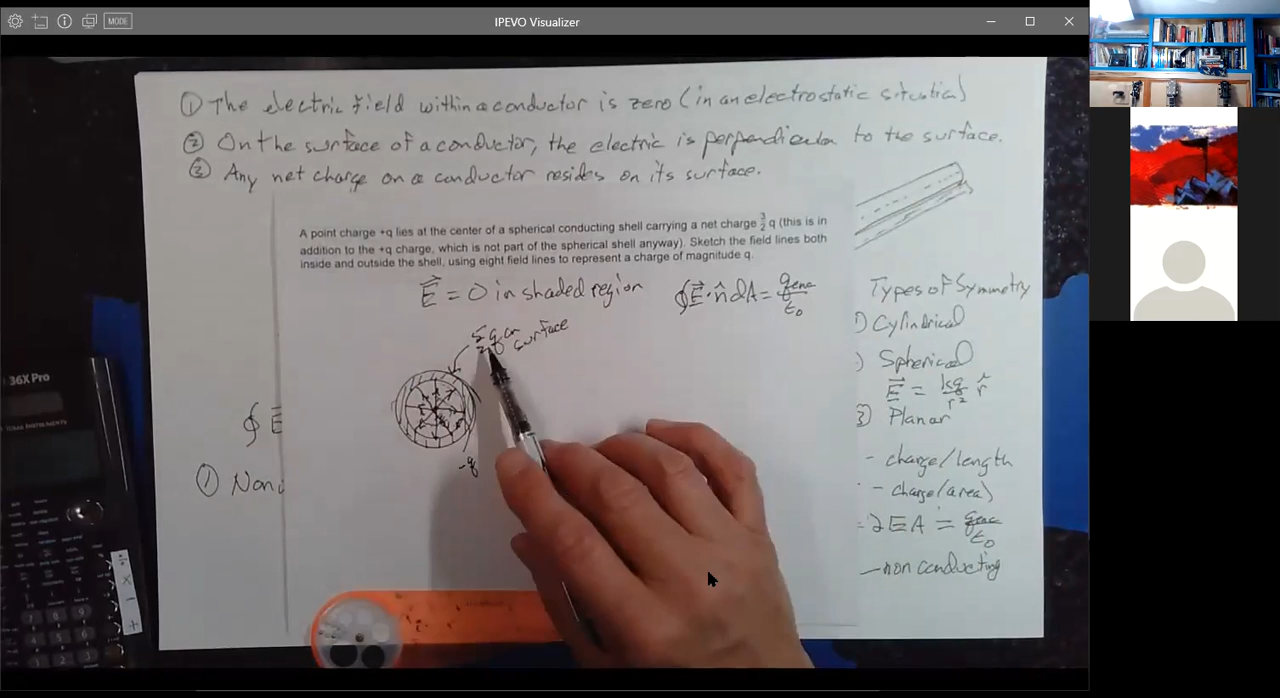 IPEVO Visualizer
MODE
① The electric field within a conductor is zero (in an electrostatic situation)
② On the surface of a conductor, the electric is perpendicular to the surface.
③ Any net charge on a conductor resides on its surface.
A point charge +q lies at the center of a spherical conducting shell carrying a net charge 3/2 q (this is in
addition to the +q charge, which is not part of the spherical shell anyway). Sketch the field lines both
inside and outside the shell, using eight field lines to represent a charge of magnitude q.
E⃗ = 0 in shaded region
∮E⃗·n̂dA = qenc/ε0
5/2 q on surface
-q
36X Pro
TEXAS INSTRUMENTS
∮ E
① Non
Types of Symmetry
1) Cylindrical
) Spherical
E⃗ = kq/r² r̂
3) Planar
- charge/length
- charge/area)
= 2EA = qenc/ε0
- non conducting